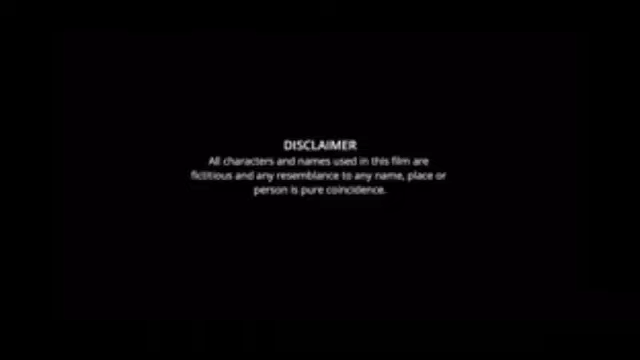 DISCLAIMER
All characters and names used in this film are
fictitious and any resemblance to any name, place or
person is pure coincidence.